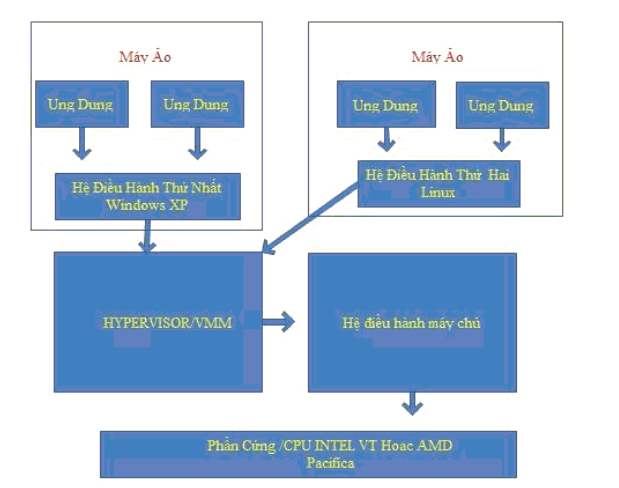 Máy Ảo
Ung Dung
Ung Dung
Hệ Điều Hành Thứ Nhất
Windows XP
Máy Ảo
Ung Dung
Ung Dung
Hệ Điều Hành Thứ Hai
Linux
HYPERVISOR/VMM
Hệ điều hành máy chủ
Phần Cứng /CPU INTEL VT Hoac AMD
Pacifica